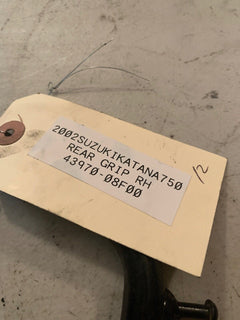 2002SUZUKIKATANA750
REAR GRIP RH
43970-08F00
12